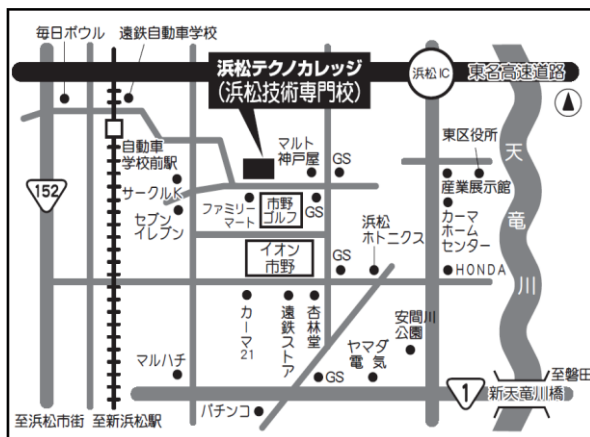 毎日ボウル
遠鉄自動車学校
浜松テクノカレッジ
(浜松技術専門校)
浜松IC
東名高速道路
自動車
学校前駅
マルト
神戸屋
GS
東区役所
天竜川
152
サークルK
セブン
イレブン
ファミリー
マート
市野
ゴルフ
GS
産業展示館
カーマ
ホーム
センター
浜松
ホトニクス
イオン
市野
GS
HONDA
カーマ21
遠鉄ストア
杏林堂
安間川
公園
マルハチ
ヤマダ
電気
GS
パチンコ
1
至磐田
新天竜川橋
至浜松市街
至新浜松駅